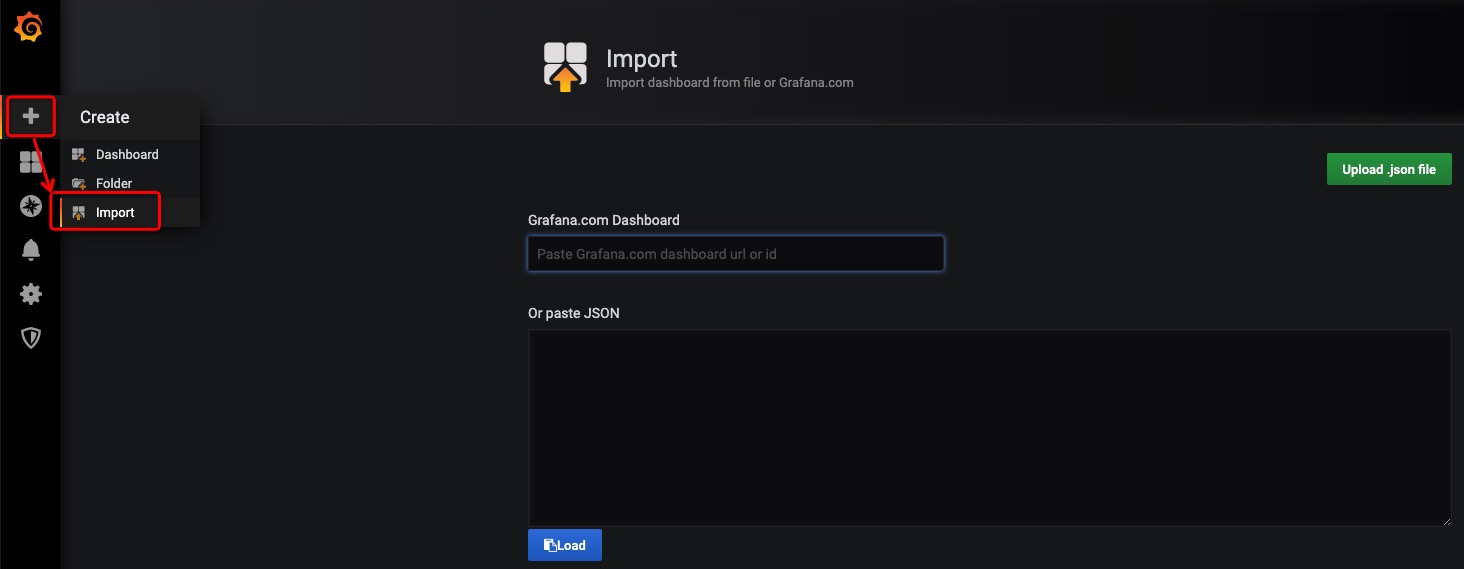 Import
Import dashboard from file or Grafana.com
Create
Dashboard
Folder
Import
Upload .json file
Grafana.com Dashboard
Paste Grafana.com dashboard url or id
Or paste JSON
Load